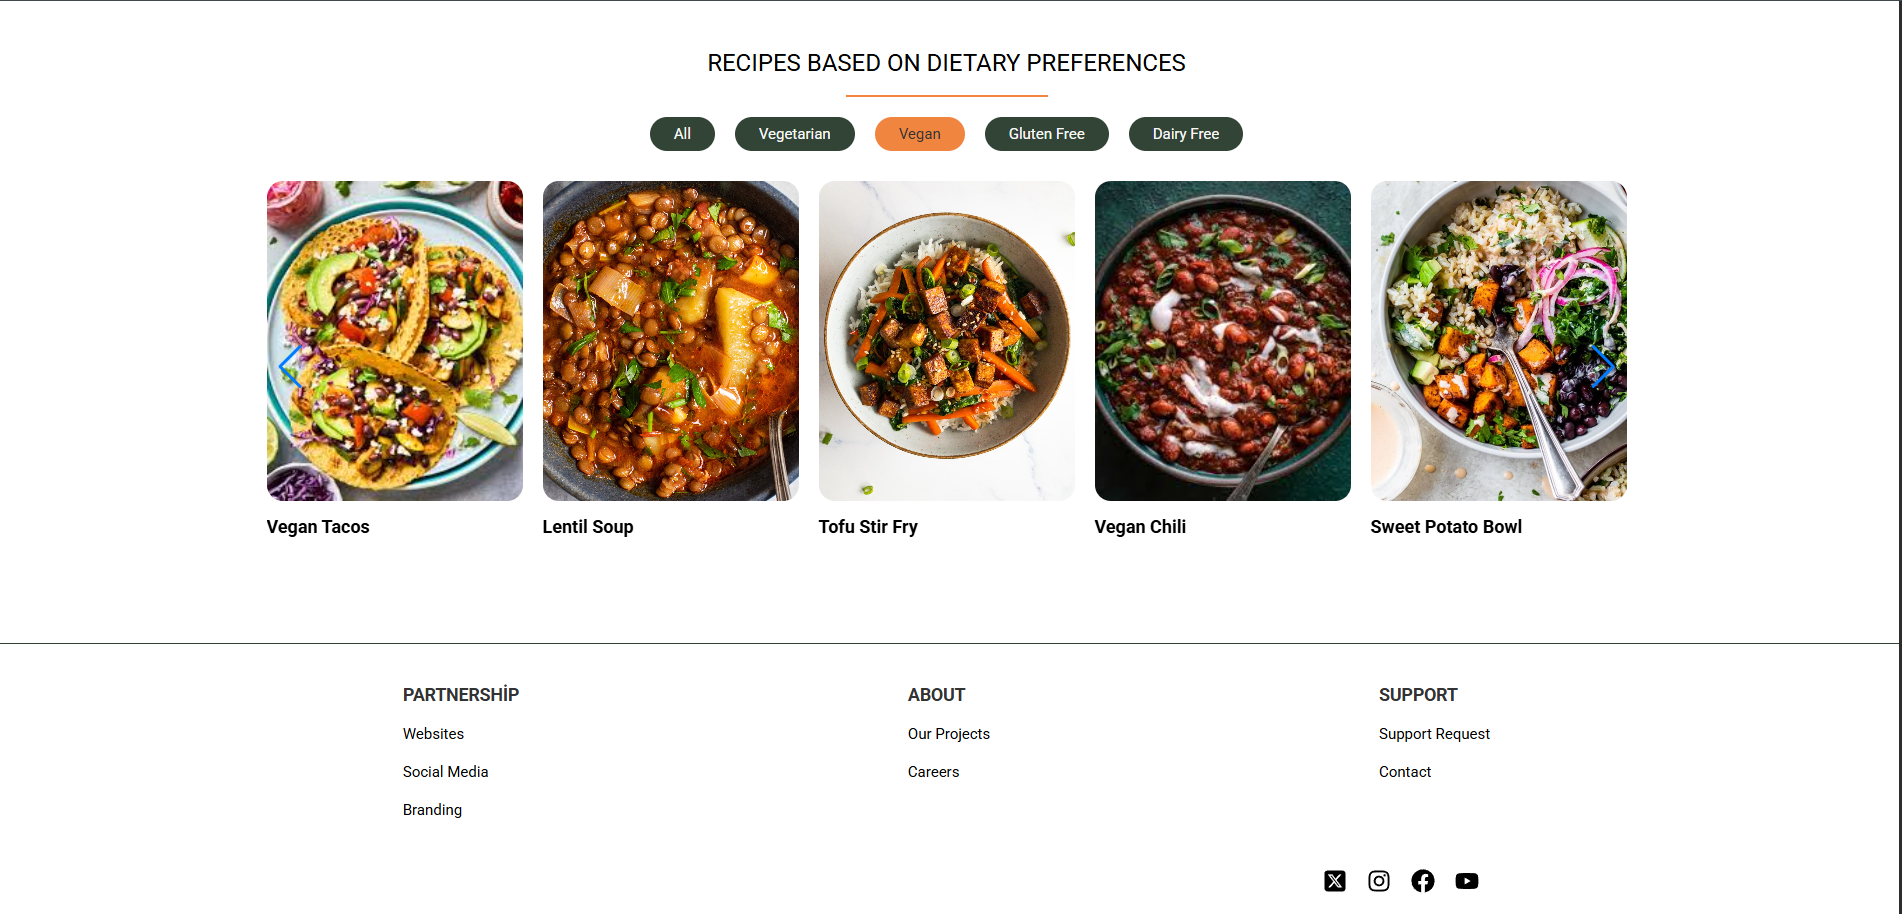 RECIPES BASED ON DIETARY PREFERENCES
All Vegetarian Vegan Gluten Free Dairy Free
Vegan Tacos Lentil Soup Tofu Stir Fry Vegan Chili Sweet Potato Bowl
PARTNERSHİP
Websites
Social Media
Branding
ABOUT
Our Projects
Careers
SUPPORT
Support Request
Contact